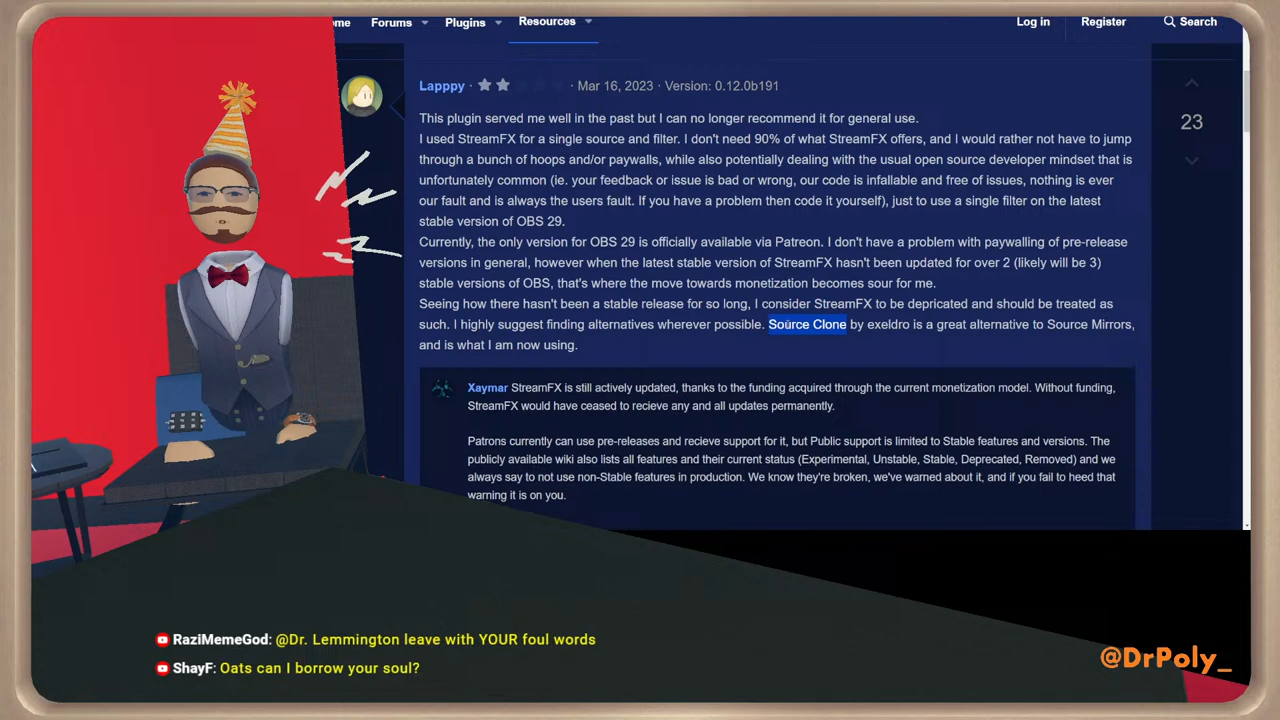 ome Forums Plugins Resources Log in Register Search
Lapppy · Mar 16, 2023 · Version: 0.12.0b191
This plugin served me well in the past but I can no longer recommend it for general use.
23
I used StreamFX for a single source and filter. I don't need 90% of what StreamFX offers, and I would rather not have to jump
through a bunch of hoops and/or paywalls, while also potentially dealing with the usual open source developer mindset that is
unfortunately common (ie. your feedback or issue is bad or wrong, our code is infallable and free of issues, nothing is ever
our fault and is always the users fault. If you have a problem then code it yourself), just to use a single filter on the latest
stable version of OBS 29.
Currently, the only version for OBS 29 is officially available via Patreon. I don't have a problem with paywalling of pre-release
versions in general, however when the latest stable version of StreamFX hasn't been updated for over 2 (likely will be 3)
stable versions of OBS, that's where the move towards monetization becomes sour for me.
Seeing how there hasn't been a stable release for so long, I consider StreamFX to be depricated and should be treated as
such. I highly suggest finding alternatives wherever possible. Source Clone by exeldro is a great alternative to Source Mirrors,
and is what I am now using.
Xaymar StreamFX is still actively updated, thanks to the funding acquired through the current monetization model. Without funding,
StreamFX would have ceased to recieve any and all updates permanently.
Patrons currently can use pre-releases and recieve support for it, but Public support is limited to Stable features and versions. The
publicly available wiki also lists all features and their current status (Experimental, Unstable, Stable, Deprecated, Removed) and we
always say to not use non-Stable features in production. We know they're broken, we've warned about it, and if you fail to heed that
warning it is on you.
RaziMemeGod: @Dr. Lemmington leave with YOUR foul words
ShayF: Oats can I borrow your soul?
@DrPoly_